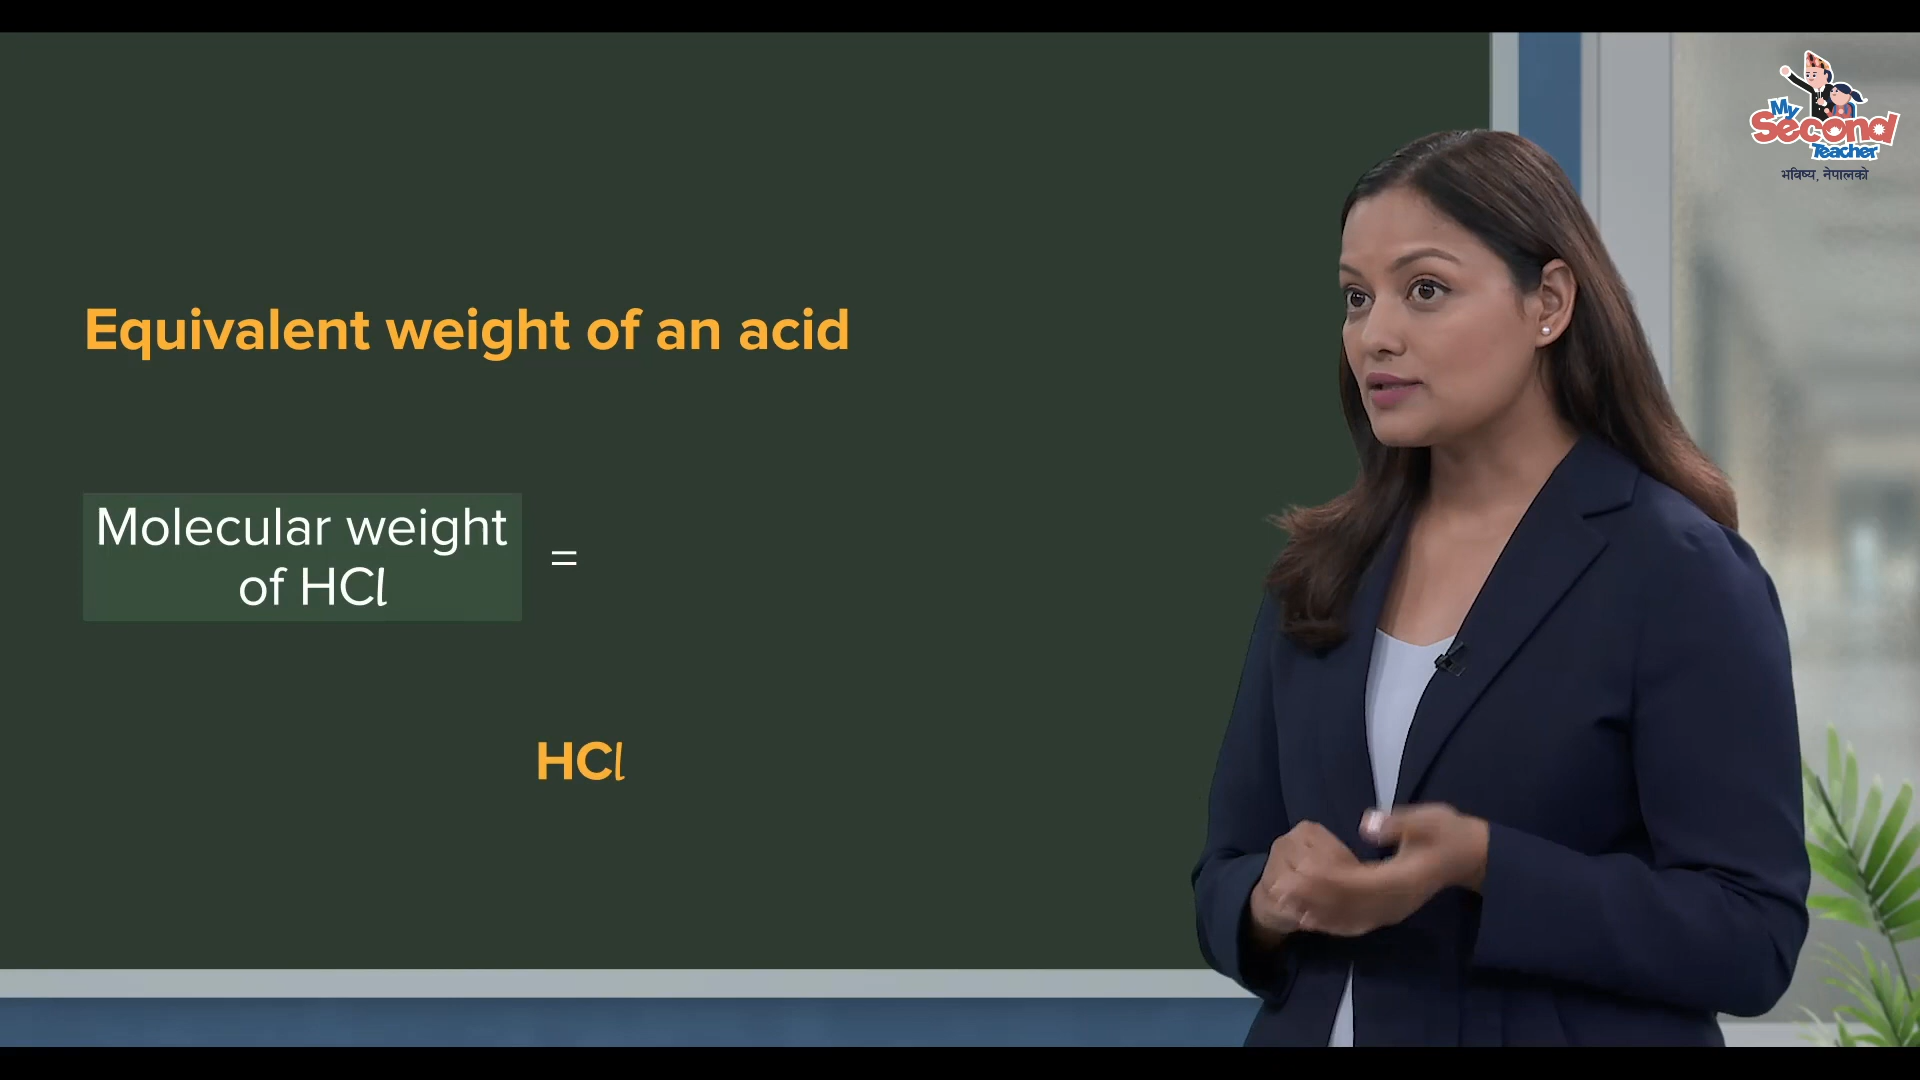 My
Second
Teacher
भविष्य, नेपालको
Equivalent weight of an acid
Molecular weight
of HCl
=
HCl